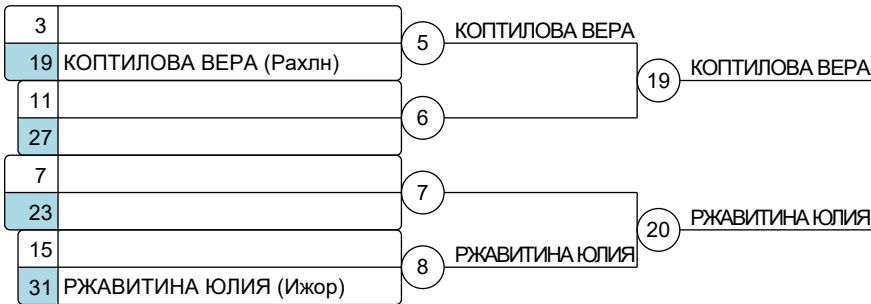 3
5 КОПТИЛОВА ВЕРА
19 КОПТИЛОВА ВЕРА (Рахлн)
19 КОПТИЛОВА ВЕРА
11
6
27
7
7
23
20 РЖАВИТИНА ЮЛИЯ
15
8 РЖАВИТИНА ЮЛИЯ
31 РЖАВИТИНА ЮЛИЯ (Ижор)